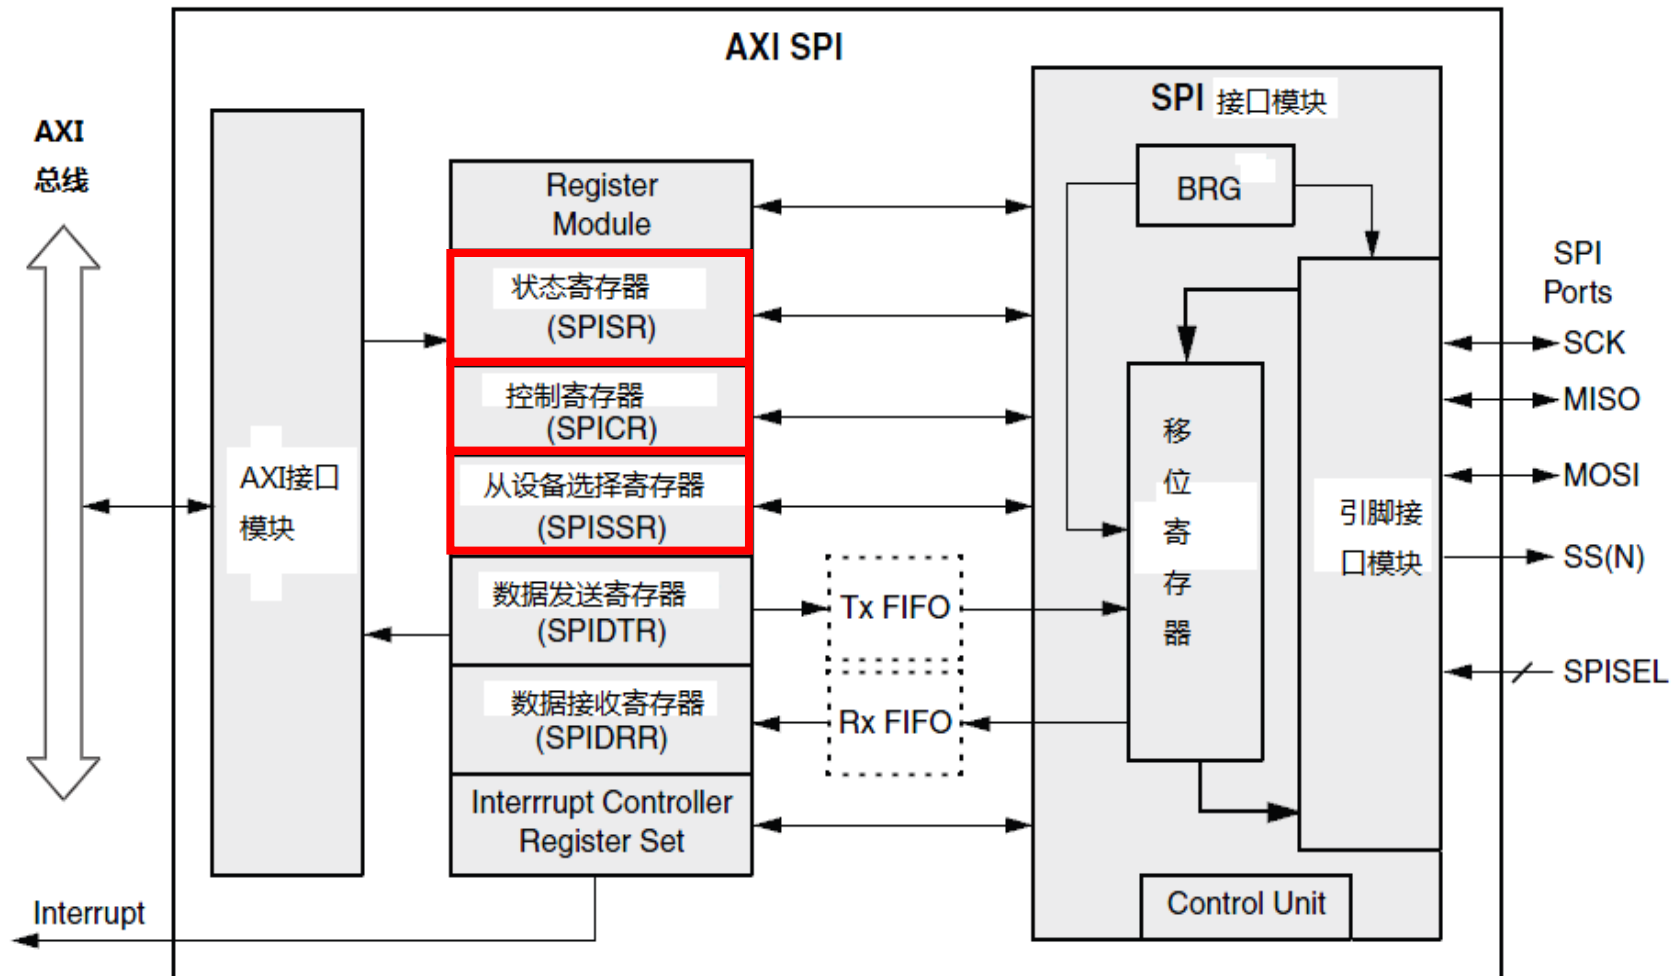 AXI SPI
AXI
总线
AXI接口
模块
Register
Module
状态寄存器
(SPISR)
控制寄存器
(SPICR)
从设备选择寄存器
(SPISSR)
数据发送寄存器
(SPIDTR)
数据接收寄存器
(SPIDRR)
Interrrupt Controller
Register Set
Tx FIFO
Rx FIFO
SPI 接口模块
BRG
移
位
寄
存
器
引脚接
口模块
Control Unit
SPI
Ports
SCK
MISO
MOSI
SS(N)
SPISEL
Interrupt